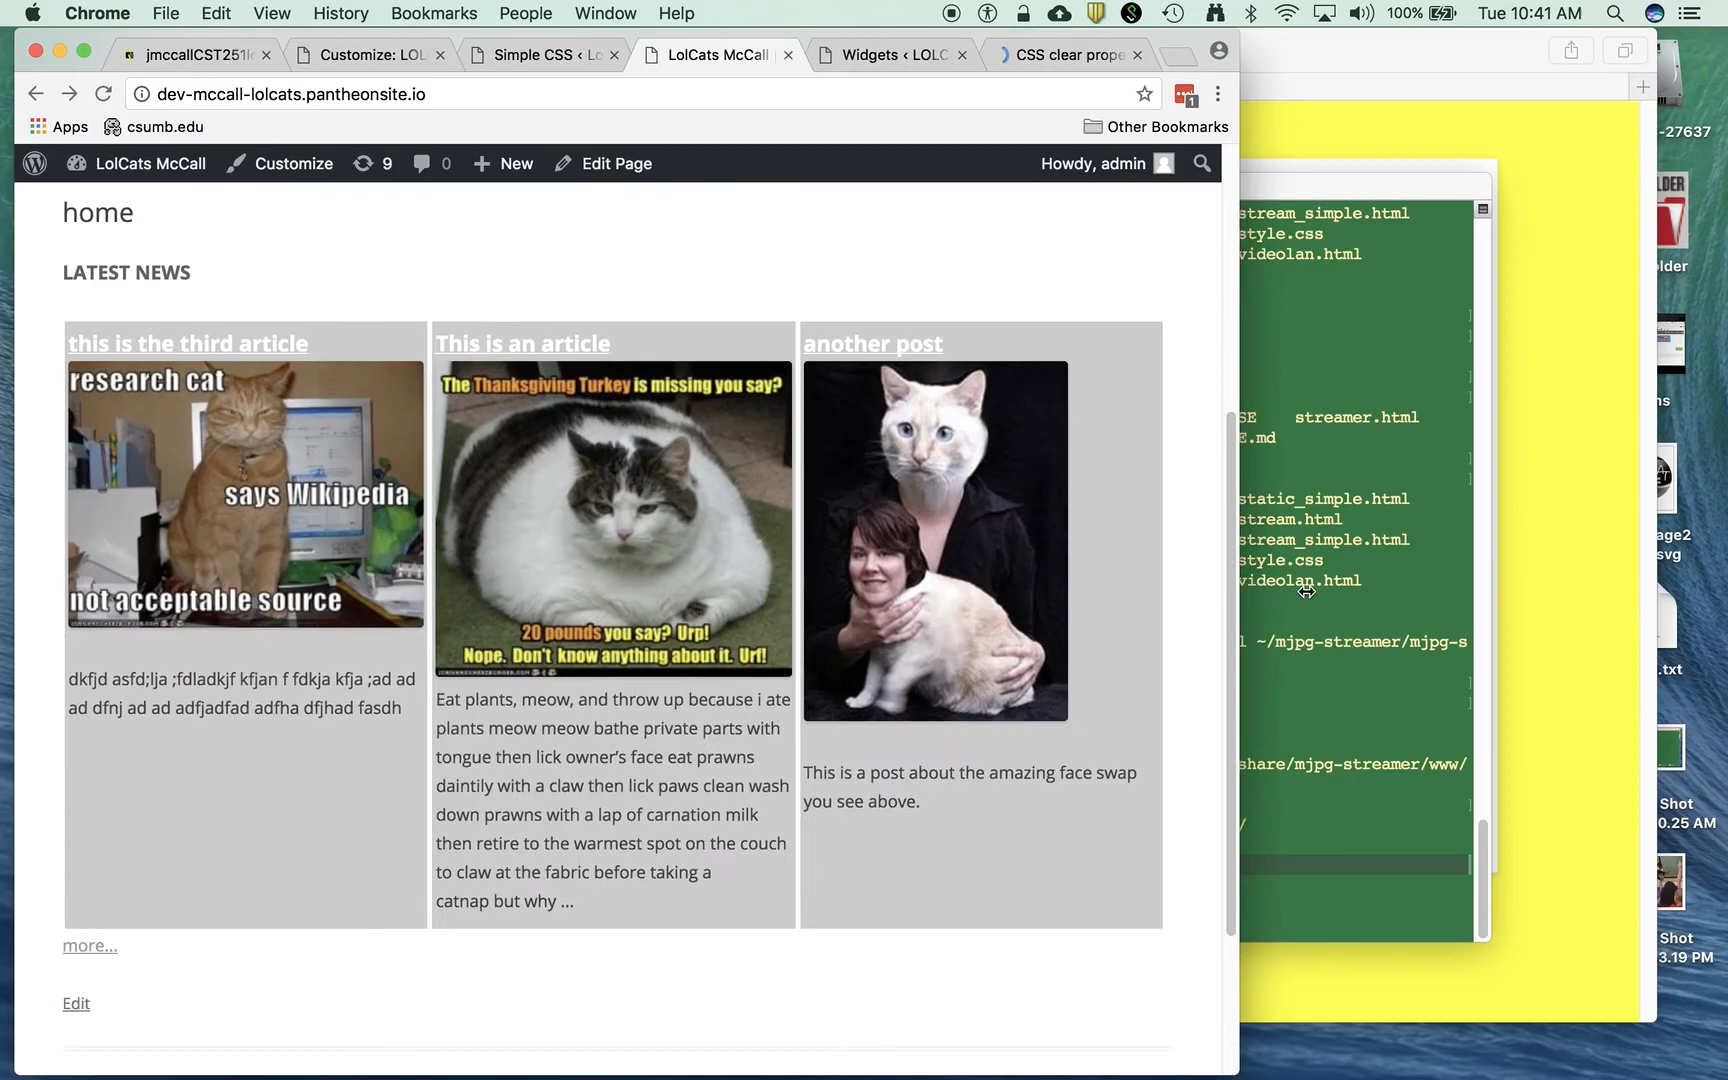 Chrome File Edit View History Bookmarks People Window Help 100% Tue 10:41 AM
jmccallCST251l Customize: LOL Simple CSS ‹ Lo LolCats McCall Widgets ‹ LOLC CSS clear prope
dev-mccall-lolcats.pantheonsite.io
1
Apps csumb.edu Other Bookmarks
LolCats McCall Customize 9 0 New Edit Page Howdy, admin
home
LATEST NEWS
this is the third article
research cat
says Wikipedia
not acceptable source
dkfjd asfd;lja ;fdladkjf kfjan f fdkja kfja ;ad ad
ad dfnj ad ad adfjadfad adfha dfjhad fasdh
This is an article
The Thanksgiving Turkey is missing you say?
20 pounds you say? Urp!
Nope. Don't know anything about it. Urf!
Eat plants, meow, and throw up because i ate
plants meow meow bathe private parts with
tongue then lick owner’s face eat prawns
daintily with a claw then lick paws clean wash
down prawns with a lap of carnation milk
then retire to the warmest spot on the couch
to claw at the fabric before taking a
catnap but why ...
another post
This is a post about the amazing face swap
you see above.
more...
Edit
stream_simple.html
style.css
videolan.html
SE streamer.html
E.md
static_simple.html
stream.html
stream_simple.html
style.css
videolan.html
l ~/mjpg-streamer/mjpg-s
share/mjpg-streamer/www/
/
-27637
LDER
older
ns
age2
svg
.txt
Shot
0.25 AM
Shot
3.19 PM